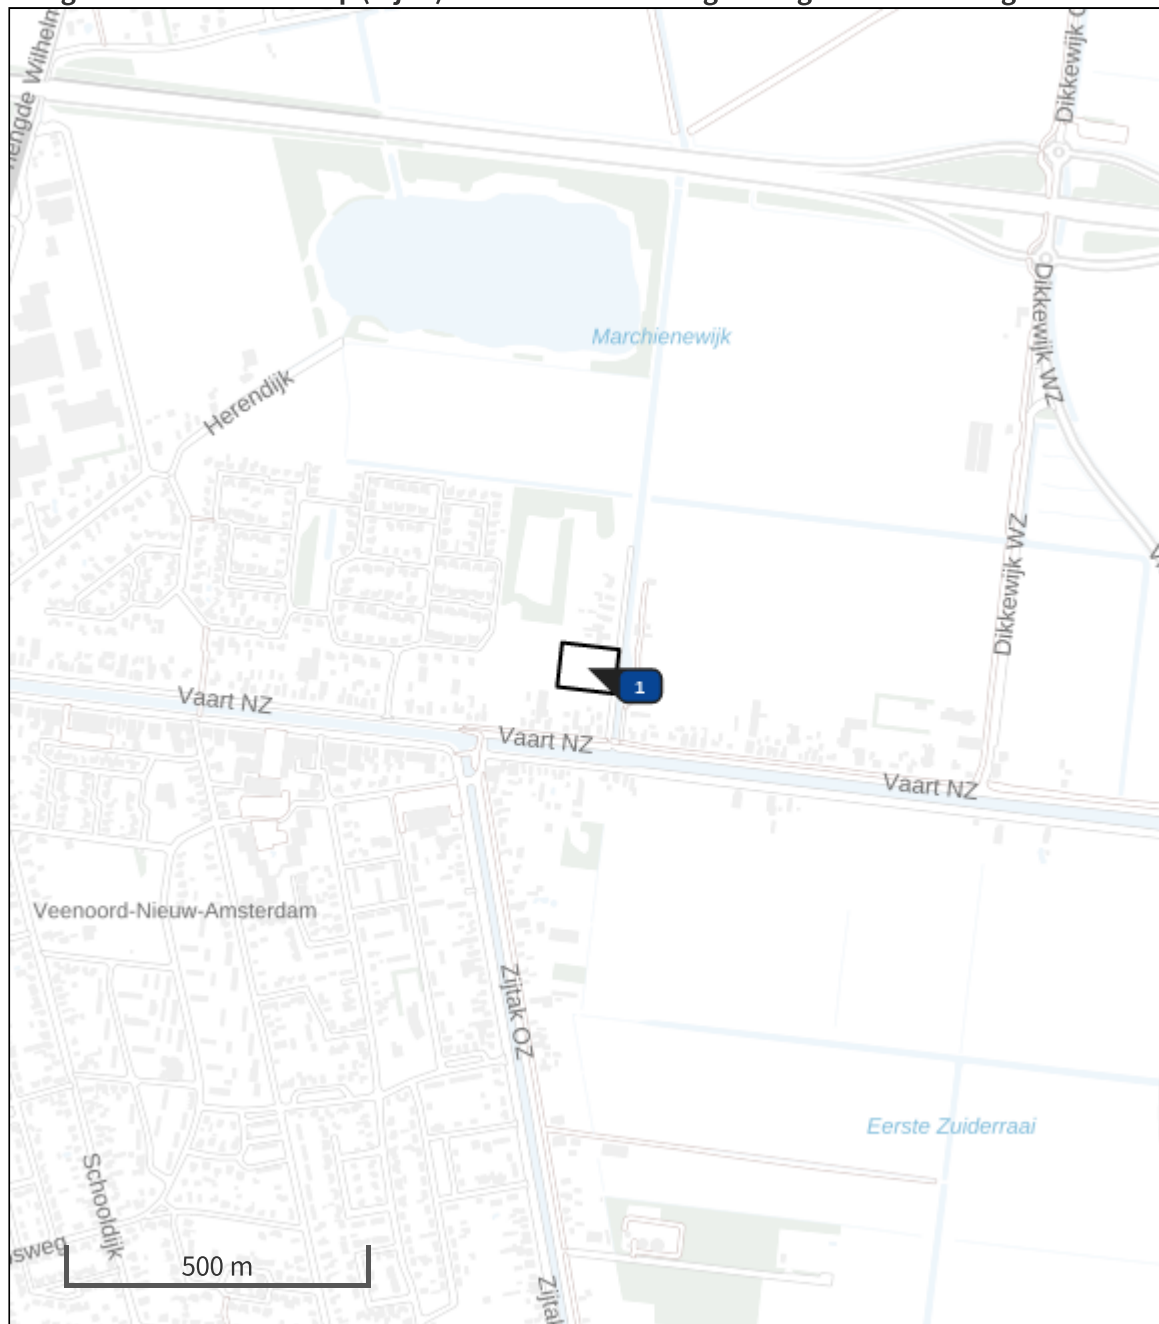 Marchienewijk
Herendijk
Dikkewijk WZ
Dikkewijk WZ
1
Vaart NZ
Vaart NZ
Vaart NZ
Veenoord-Nieuw-Amsterdam
Zijtak OZ
Eerste Zuiderraai
Schooldijk
500 m